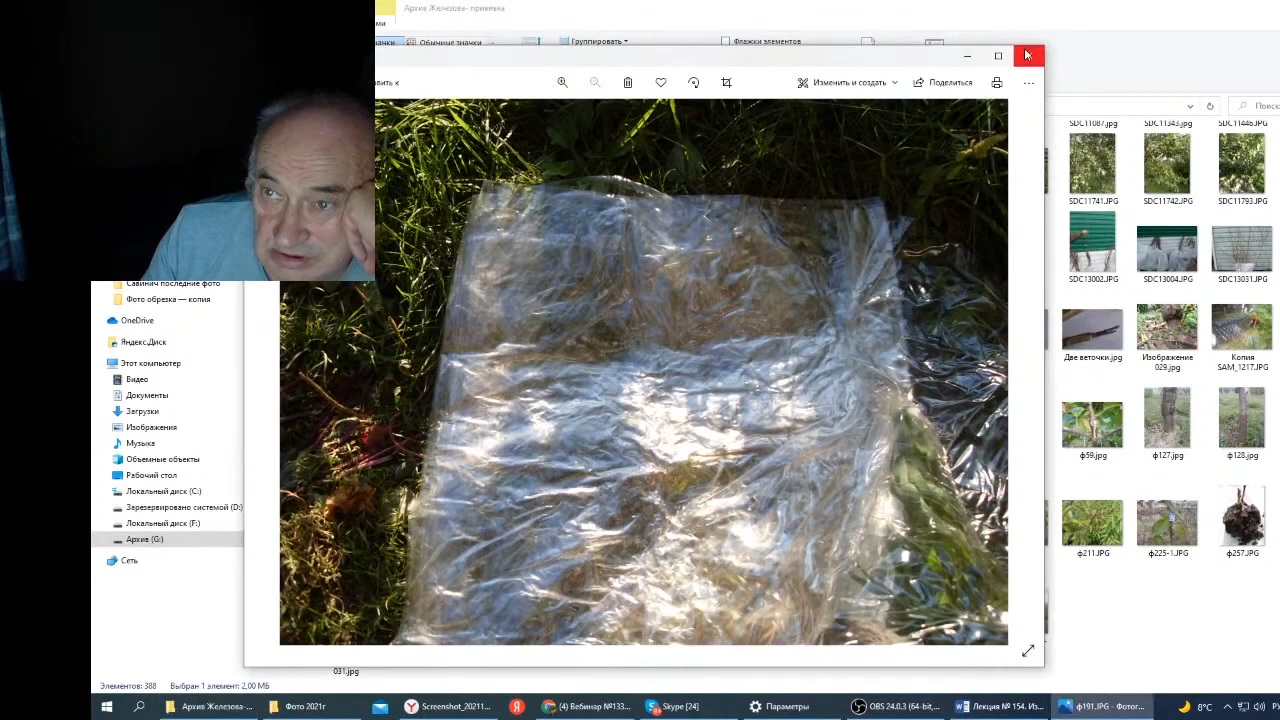 Архив Железова- прививка
ами
начки
Обычные значки
Группировать
Флажки элементов
вить к
Изменить и создать
Поделиться
Поиск
SDC11087.jpg
SDC11343.jpg
SDC11446.JPG
SDC11741.JPG
SDC11742.JPG
SDC11793.JPG
SDC13002.JPG
SDC13004.JPG
SDC13031.JPG
Савинич последние фото
Фото обрезка — копия
OneDrive
Яндекс.Диск
Две веточки.jpg
Изображение
029.jpg
Копия
SAM_1217.JPG
Этот компьютер
Видео
Документы
Загрузки
Изображения
Музыка
Объемные объекты
ф59.jpg
ф127.jpg
ф128.jpg
Рабочий стол
Локальный диск (C:)
Зарезервировано системой (D:)
Локальный диск (F:)
Архив (G:)
ф211.JPG
ф225-1.JPG
ф257.JPG
Сеть
031.jpg
Элементов: 388
Выбран 1 элемент: 2,00 МБ
Архив Железова-
Фото 2021г
Screenshot_20211
(4) Вебинар №133
Skype [24]
Параметры
OBS 24.0.3 (64-bit,
Лекция № 154. Из
ф191.JPG - Фотог
8°C